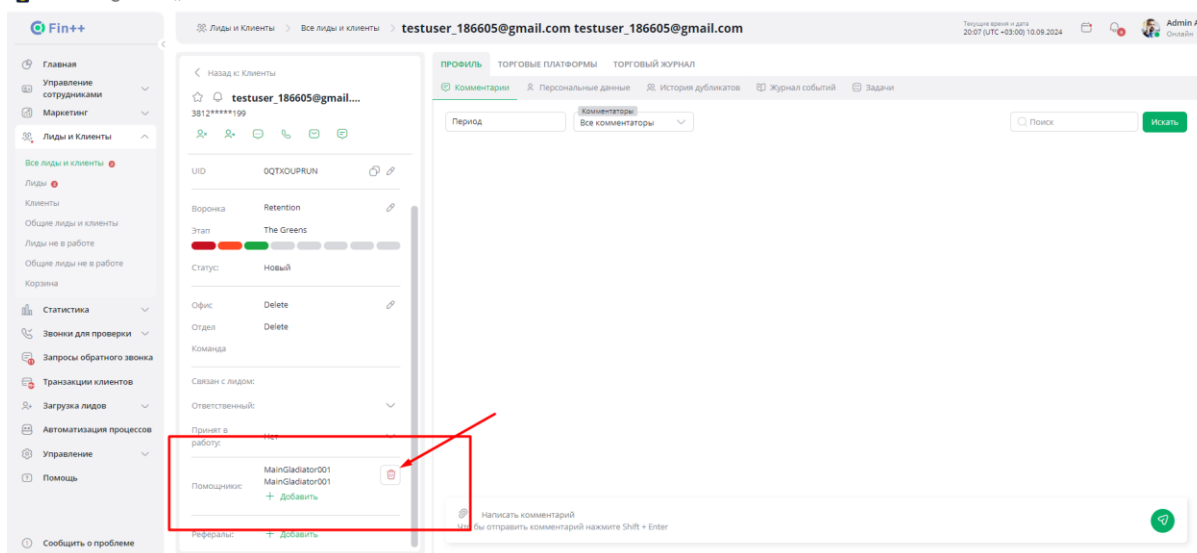 Fin++
Лиды и Клиенты > Все лиды и клиенты > testuser_186605@gmail.com testuser_186605@gmail.com
Текущие время и дата
20:07 (UTC +03:00) 10.09.2024
Admin A
Онлайн
Главная
Управление
сотрудниками
Маркетинг
Лиды и Клиенты
Все лиды и клиенты
Лиды
Клиенты
Общие лиды и клиенты
Лиды не в работе
Общие лиды не в работе
Корзина
Статистика
Звонки для проверки
Запросы обратного звонка
Транзакции клиентов
Загрузка лидов
Автоматизация процессов
Управление
Помощь
Сообщить о проблеме
Назад к: Клиенты
testuser_186605@gmail....
3812*****199
UID 0QTXOUPRUN
Воронка Retention
Этап The Greens
Статус: Новый
Офис Delete
Отдел Delete
Команда
Связан с лидом:
Ответственный:
Принят в
работу: Нет
Помощники:
MainGladiator001
MainGladiator001
+ Добавить
Рефералы: + Добавить
ПРОФИЛЬ ТОРГОВЫЕ ПЛАТФОРМЫ ТОРГОВЫЙ ЖУРНАЛ
Комментарии Персональные данные История дубликатов Журнал событий Задачи
Период
Комментаторы
Все комментаторы
Поиск
Искать
Написать комментарий
Что бы отправить комментарий нажмите Shift + Enter